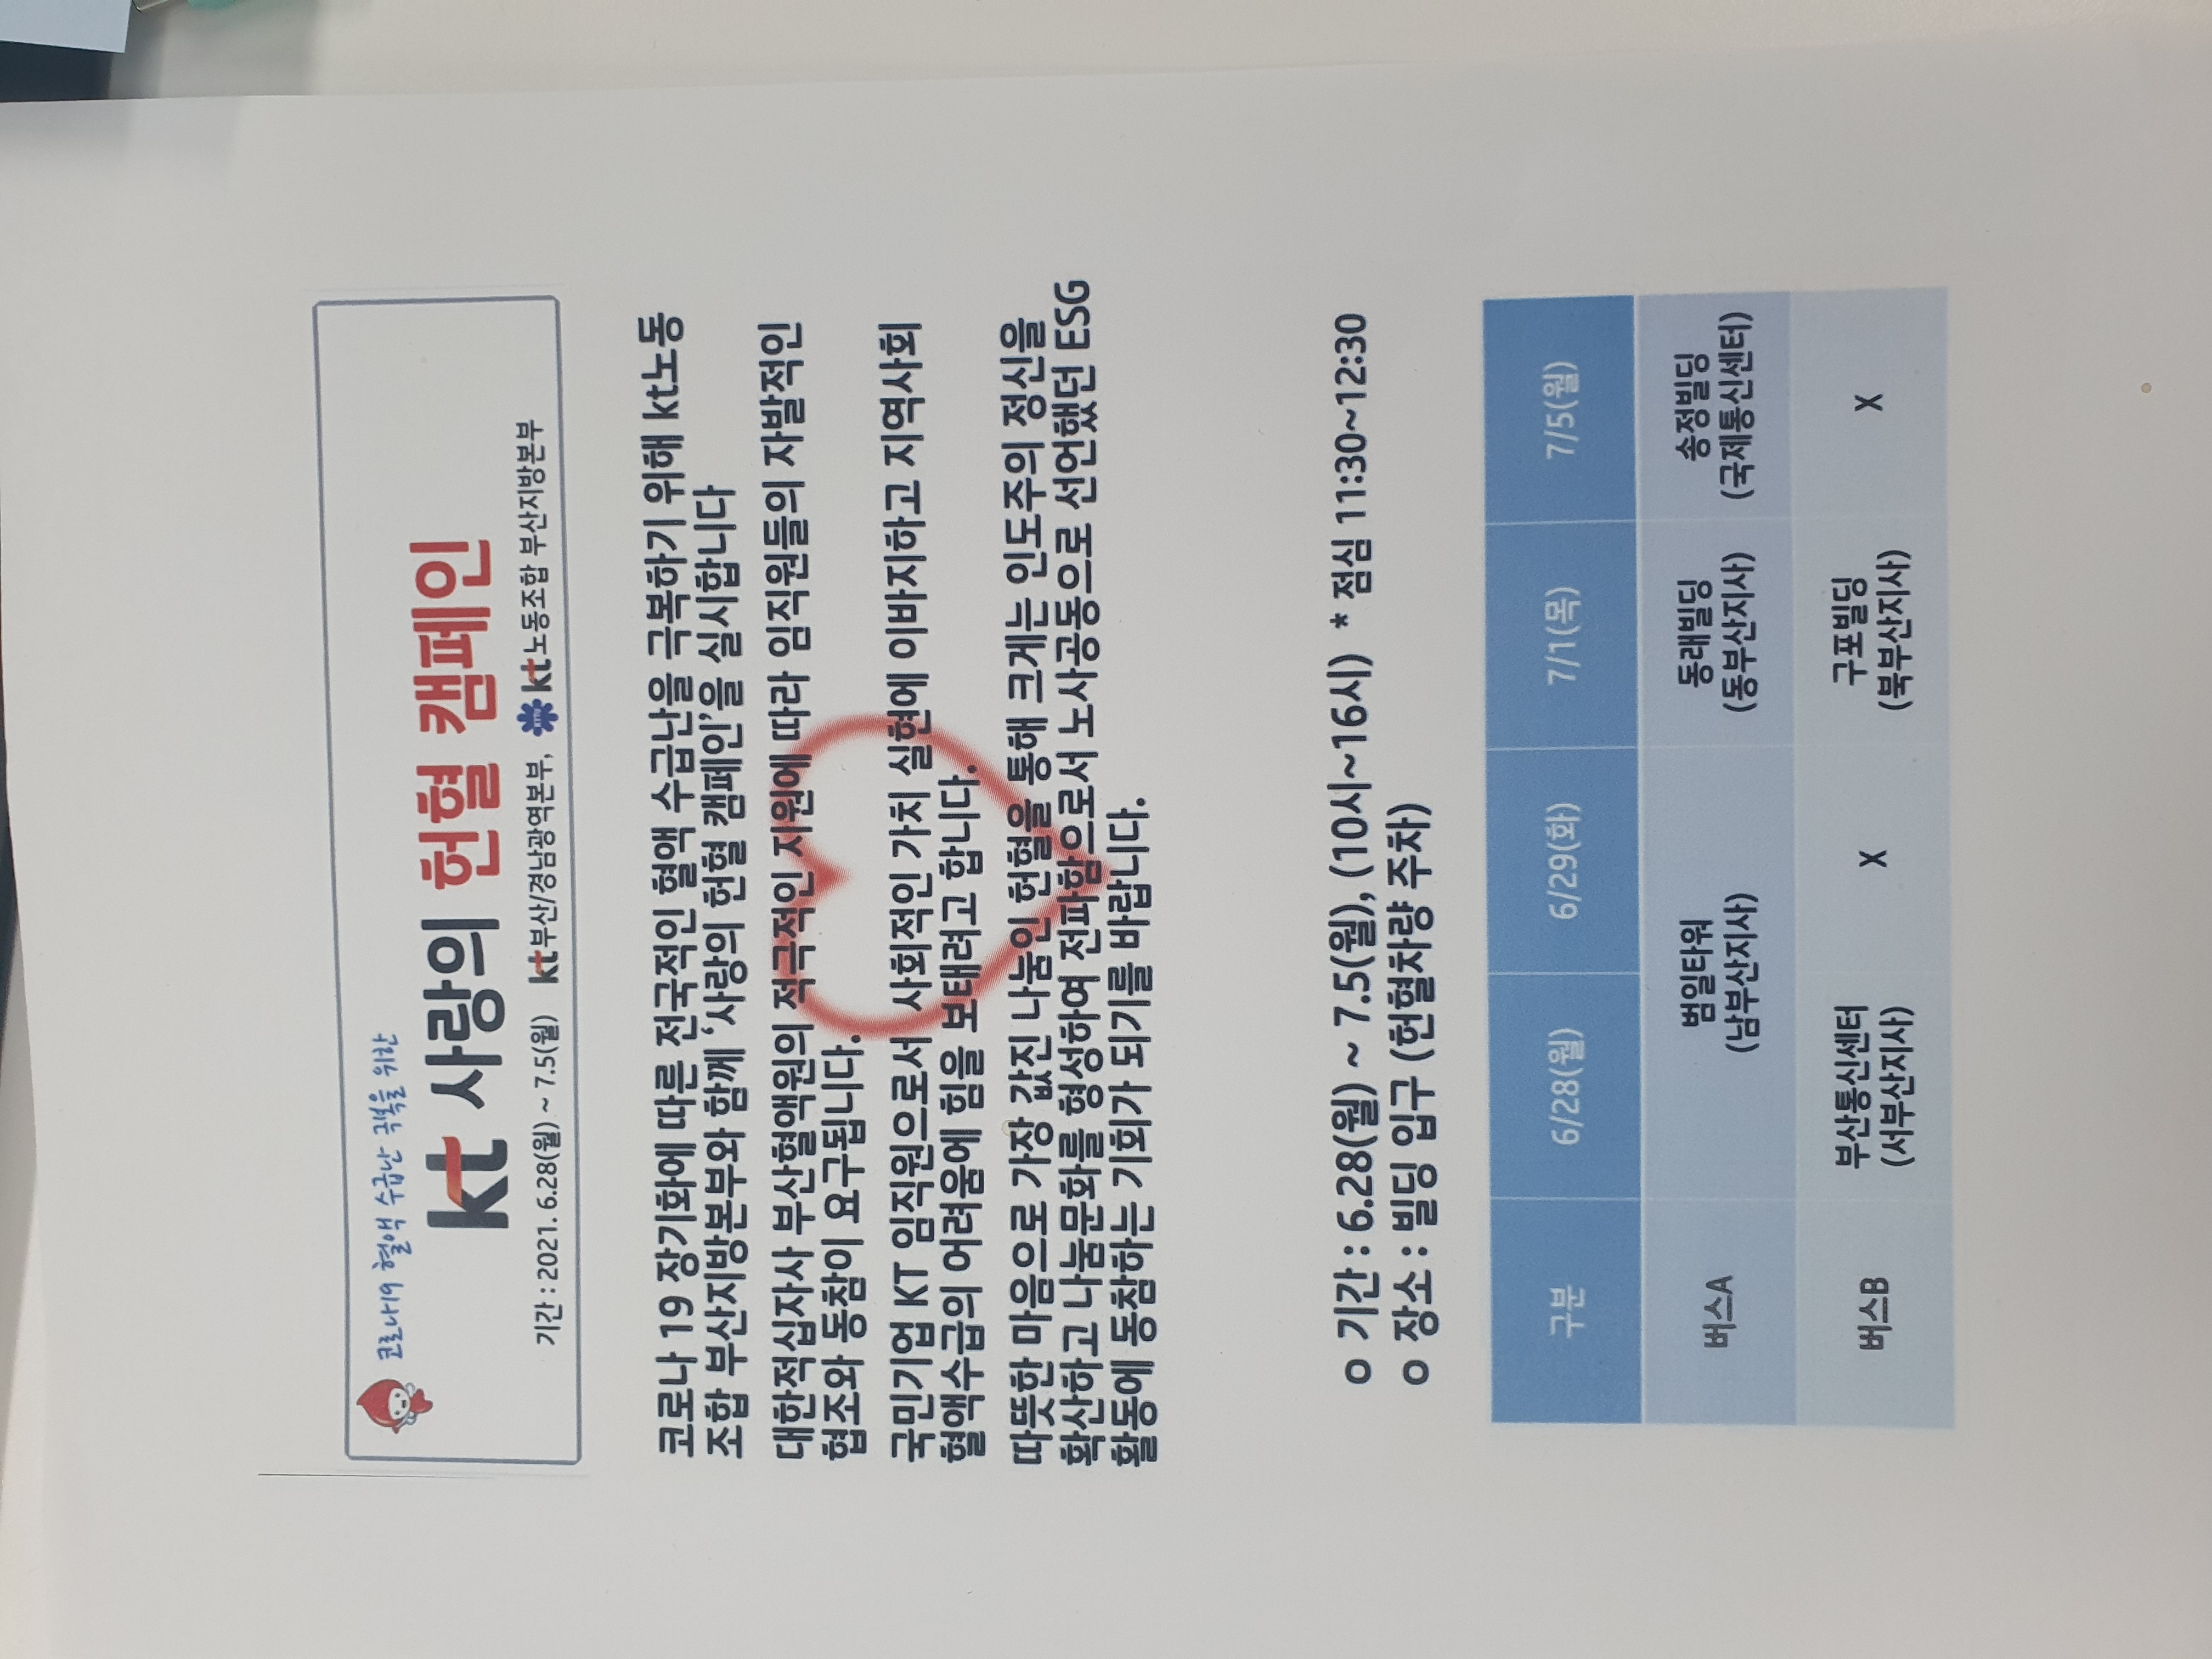 코로나19 혈액 수급난 극복을 위한
kt 사랑의 헌혈 캠페인
기간 : 2021. 6.28(월) ~ 7.5(월) kt부산/경남광역본부, kt노동조합 부산지방본부
코로나 19 장기화에 따른 전국적인 혈액 수급난을 극복하기 위해 kt노동
조합 부산지방본부와 함께 ‘사랑의 헌혈 캠페인’을 실시합니다
대한적십자사 부산혈액원의 적극적인 지원에 따라 임직원들의 자발적인
협조와 동참이 요구됩니다.
국민기업 KT 임직원으로서 사회적인 가치 실현에 이바지하고 지역사회
혈액수급의 어려움에 힘을 보태려고 합니다.
따뜻한 마음으로 가장 값진 나눔인 헌혈을 통해 크게는 인도주의 정신을
확산하고 나눔문화를 형성하여 전파함으로서 노사공동으로 선언했던 ESG
활동에 동참하는 기회가 되기를 바랍니다.
o 기간 : 6.28(월) ~ 7.5(월), (10시~16시) * 점심 11:30~12:30
o 장소 : 빌딩 입구 (헌혈차량 주차)
구분 6/28(월) 6/29(화) 7/1(목) 7/5(월)
버스A 범일타워 동래빌딩 송정빌딩
(남부산지사) (동부산지사) (국제통신센터)
버스B 부산통신센터 X 구포빌딩 X
(서부산지사) (북부산지사)